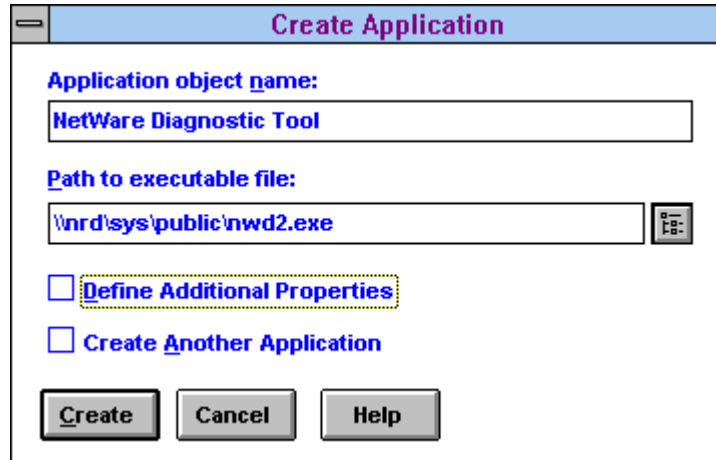 Create Application
Application object name:
NetWare Diagnostic Tool
Path to executable file:
\\nrd\sys\public\nwd2.exe
Define Additional Properties
Create Another Application
Create Cancel Help